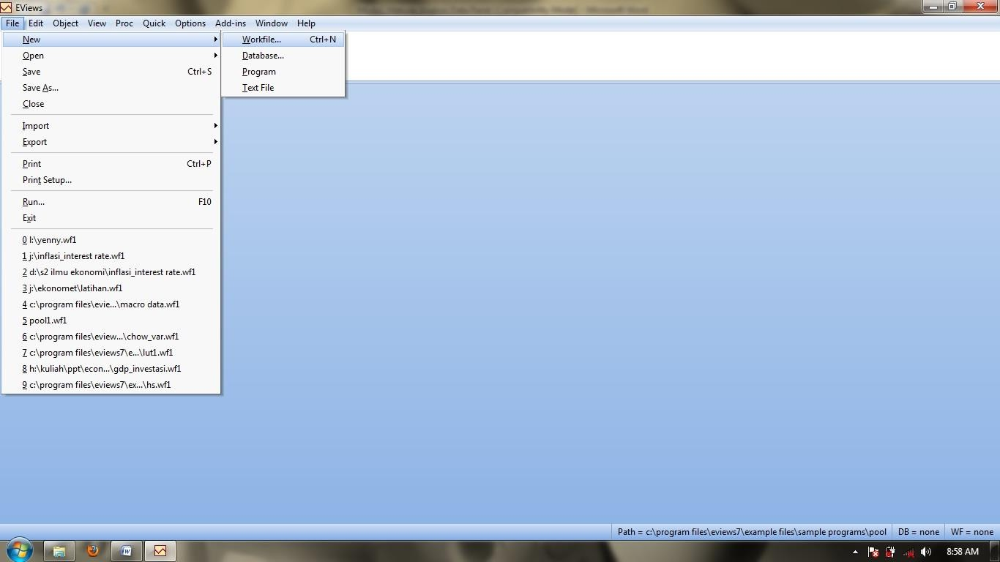 EViews
File Edit Object View Proc Quick Options Add-ins Window Help
New
Workfile... Ctrl+N
Open
Database...
Save Ctrl+S
Program
Save As...
Text File
Close
Import
Export
Print Ctrl+P
Print Setup...
Run... F10
Exit
0 l:\yenny.wf1
1 j:\inflasi_interest rate.wf1
2 d:\s2 ilmu ekonomi\inflasi_interest rate.wf1
3 j:\ekonomet\latihan.wf1
4 c:\program files\evie...\macro data.wf1
5 pool1.wf1
6 c:\program files\eview...\chow_var.wf1
7 c:\program files\eviews7\e...\lut1.wf1
8 h:\kuliah\ppt\econ...\gdp_investasi.wf1
9 c:\program files\eviews7\ex...\hs.wf1
Path = c:\program files\eviews7\example files\sample programs\pool DB = none WF = none
8:58 AM